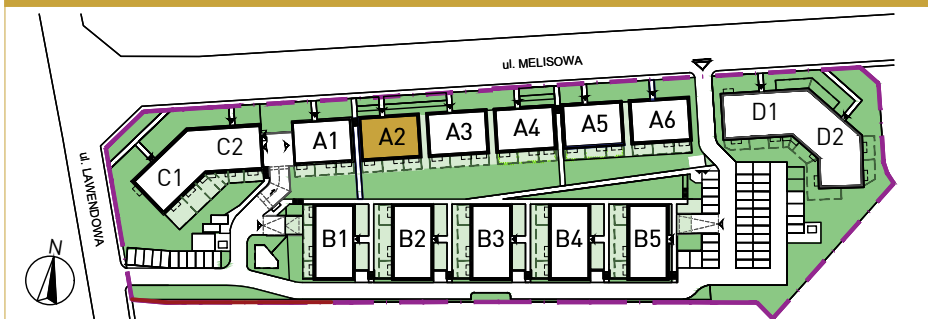 ul. MELISOWA
ul. LAWENDOWA
A1
A2
A3
A4
A5
A6
C1
C2
D1
D2
B1
B2
B3
B4
B5
N